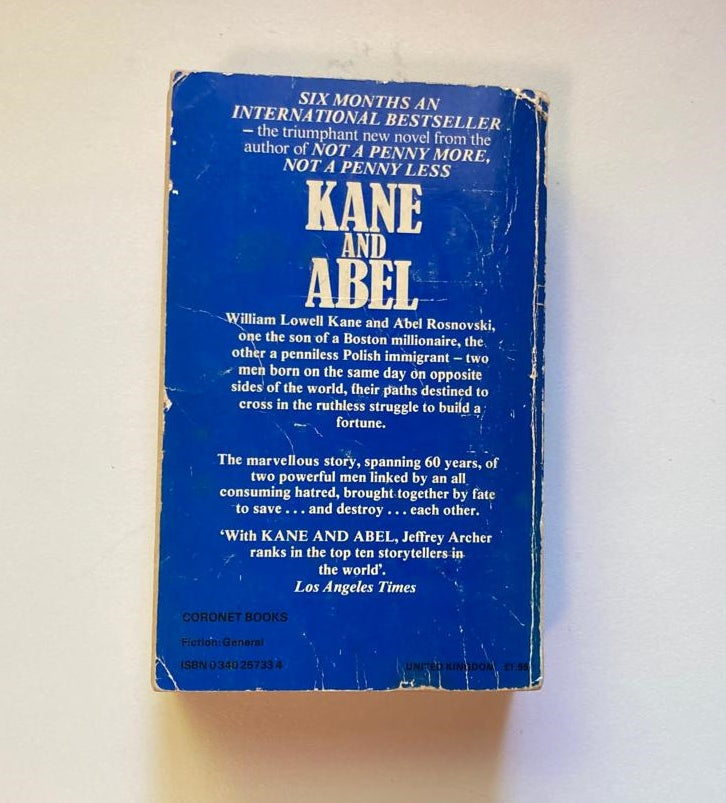 SIX MONTHS AN
INTERNATIONAL BESTSELLER
– the triumphant new novel from the
author of NOT A PENNY MORE,
NOT A PENNY LESS
KANE
AND
ABEL
William Lowell Kane and Abel Rosnovski,
one the son of a Boston millionaire, the
other a penniless Polish immigrant – two
men born on the same day on opposite
sides of the world, their paths destined to
cross in the ruthless struggle to build a
fortune.
The marvellous story, spanning 60 years, of
two powerful men linked by an all
consuming hatred, brought together by fate
to save . . . and destroy . . . each other.
‘With KANE AND ABEL, Jeffrey Archer
ranks in the top ten storytellers in
the world’.
Los Angeles Times
CORONET BOOKS
Fiction: General
ISBN 0 340 25733 4
UNITED KINGDOM £1.95